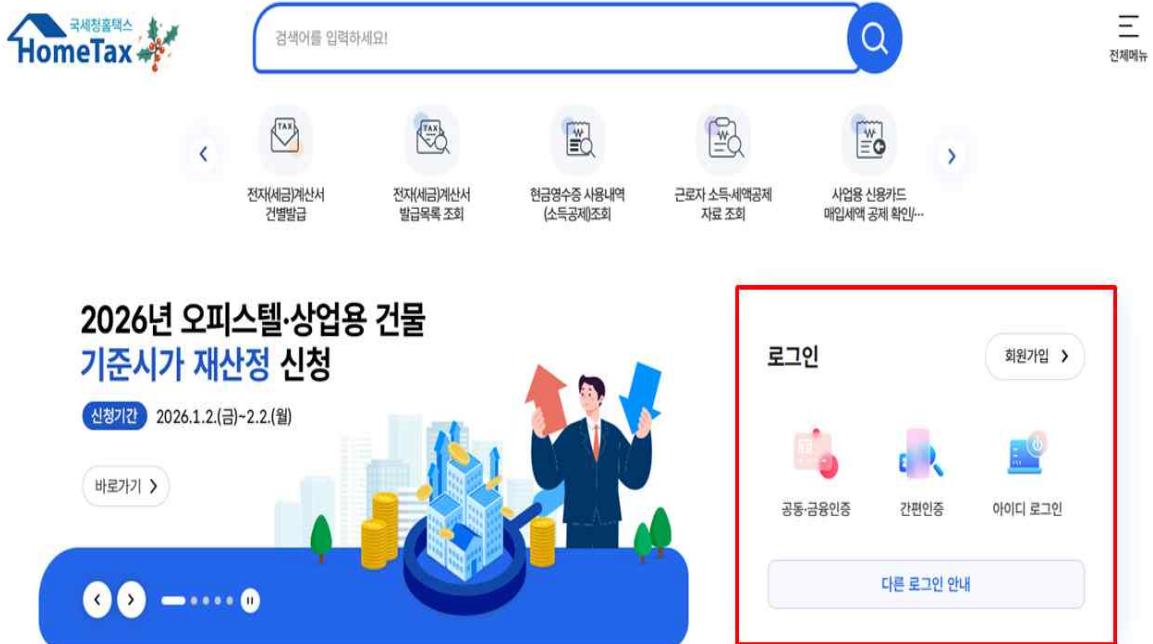 국세청홈택스
HomeTax
검색어를 입력하세요!
전체메뉴
TAX
TAX
전자(세금)계산서
건별발급
전자(세금)계산서
발급목록 조회
현금영수증 사용내역
(소득공제)조회
근로자 소득·세액공제
자료 조회
사업용 신용카드
매입세액 공제 확인/…
2026년 오피스텔·상업용 건물
기준시가 재산정 신청
신청기간 2026.1.2.(금)~2.2.(월)
바로가기
로그인
회원가입
공동·금융인증
간편인증
아이디 로그인
다른 로그인 안내